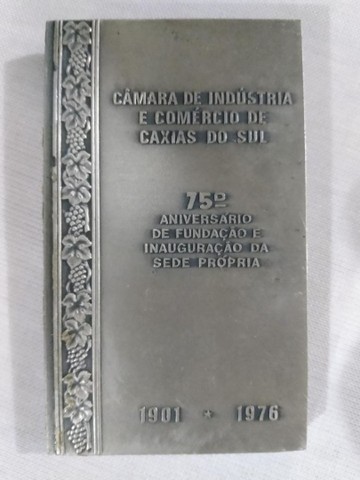 CÂMARA DE INDÚSTRIA
E COMÉRCIO DE
CAXIAS DO SUL
75º
ANIVERSÁRIO
DE FUNDAÇÃO E
INAUGURAÇÃO DA
SEDE PRÓPRIA
1901 + 1976